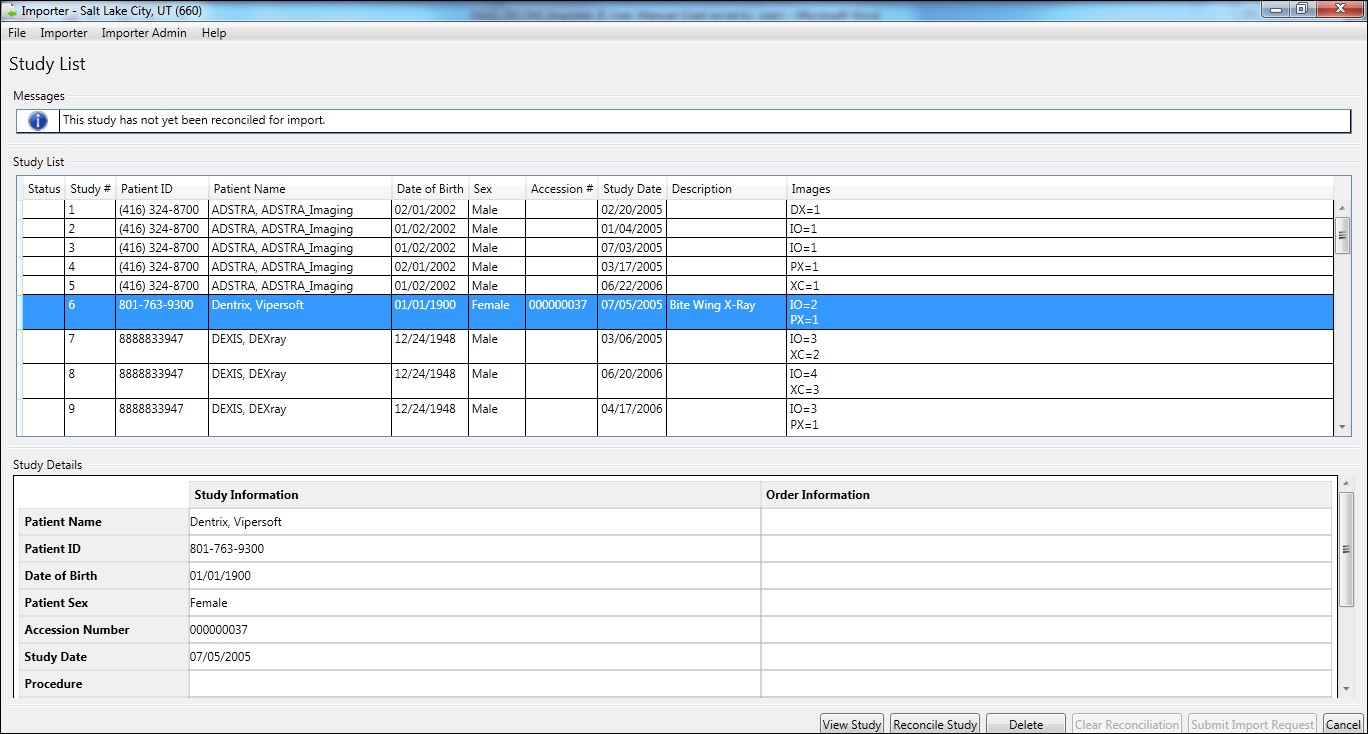 Importer - Salt Lake City, UT (660)
File Importer Importer Admin Help
Study List
Messages
This study has not yet been reconciled for import.
Study List
Status Study # Patient ID Patient Name Date of Birth Sex Accession # Study Date Description Images
1 (416) 324-8700 ADSTRA, ADSTRA_Imaging 02/01/2002 Male 02/20/2005 DX=1
2 (416) 324-8700 ADSTRA, ADSTRA_Imaging 01/02/2002 Male 01/04/2005 IO=1
3 (416) 324-8700 ADSTRA, ADSTRA_Imaging 01/02/2002 Male 07/03/2005 IO=1
4 (416) 324-8700 ADSTRA, ADSTRA_Imaging 02/01/2002 Male 03/17/2005 PX=1
5 (416) 324-8700 ADSTRA, ADSTRA_Imaging 01/02/2002 Male 06/22/2006 XC=1
6 801-763-9300 Dentrix, Vipersoft 01/01/1900 Female 000000037 07/05/2005 Bite Wing X-Ray IO=2
PX=1
7 8888833947 DEXIS, DEXray 12/24/1948 Male 03/06/2005 IO=3
XC=2
8 8888833947 DEXIS, DEXray 12/24/1948 Male 06/20/2006 IO=4
XC=3
9 8888833947 DEXIS, DEXray 12/24/1948 Male 04/17/2006 IO=3
PX=1
Study Details
Study Information Order Information
Patient Name Dentrix, Vipersoft
Patient ID 801-763-9300
Date of Birth 01/01/1900
Patient Sex Female
Accession Number 000000037
Study Date 07/05/2005
Procedure
View Study Reconcile Study Delete Clear Reconciliation Submit Import Request Cancel